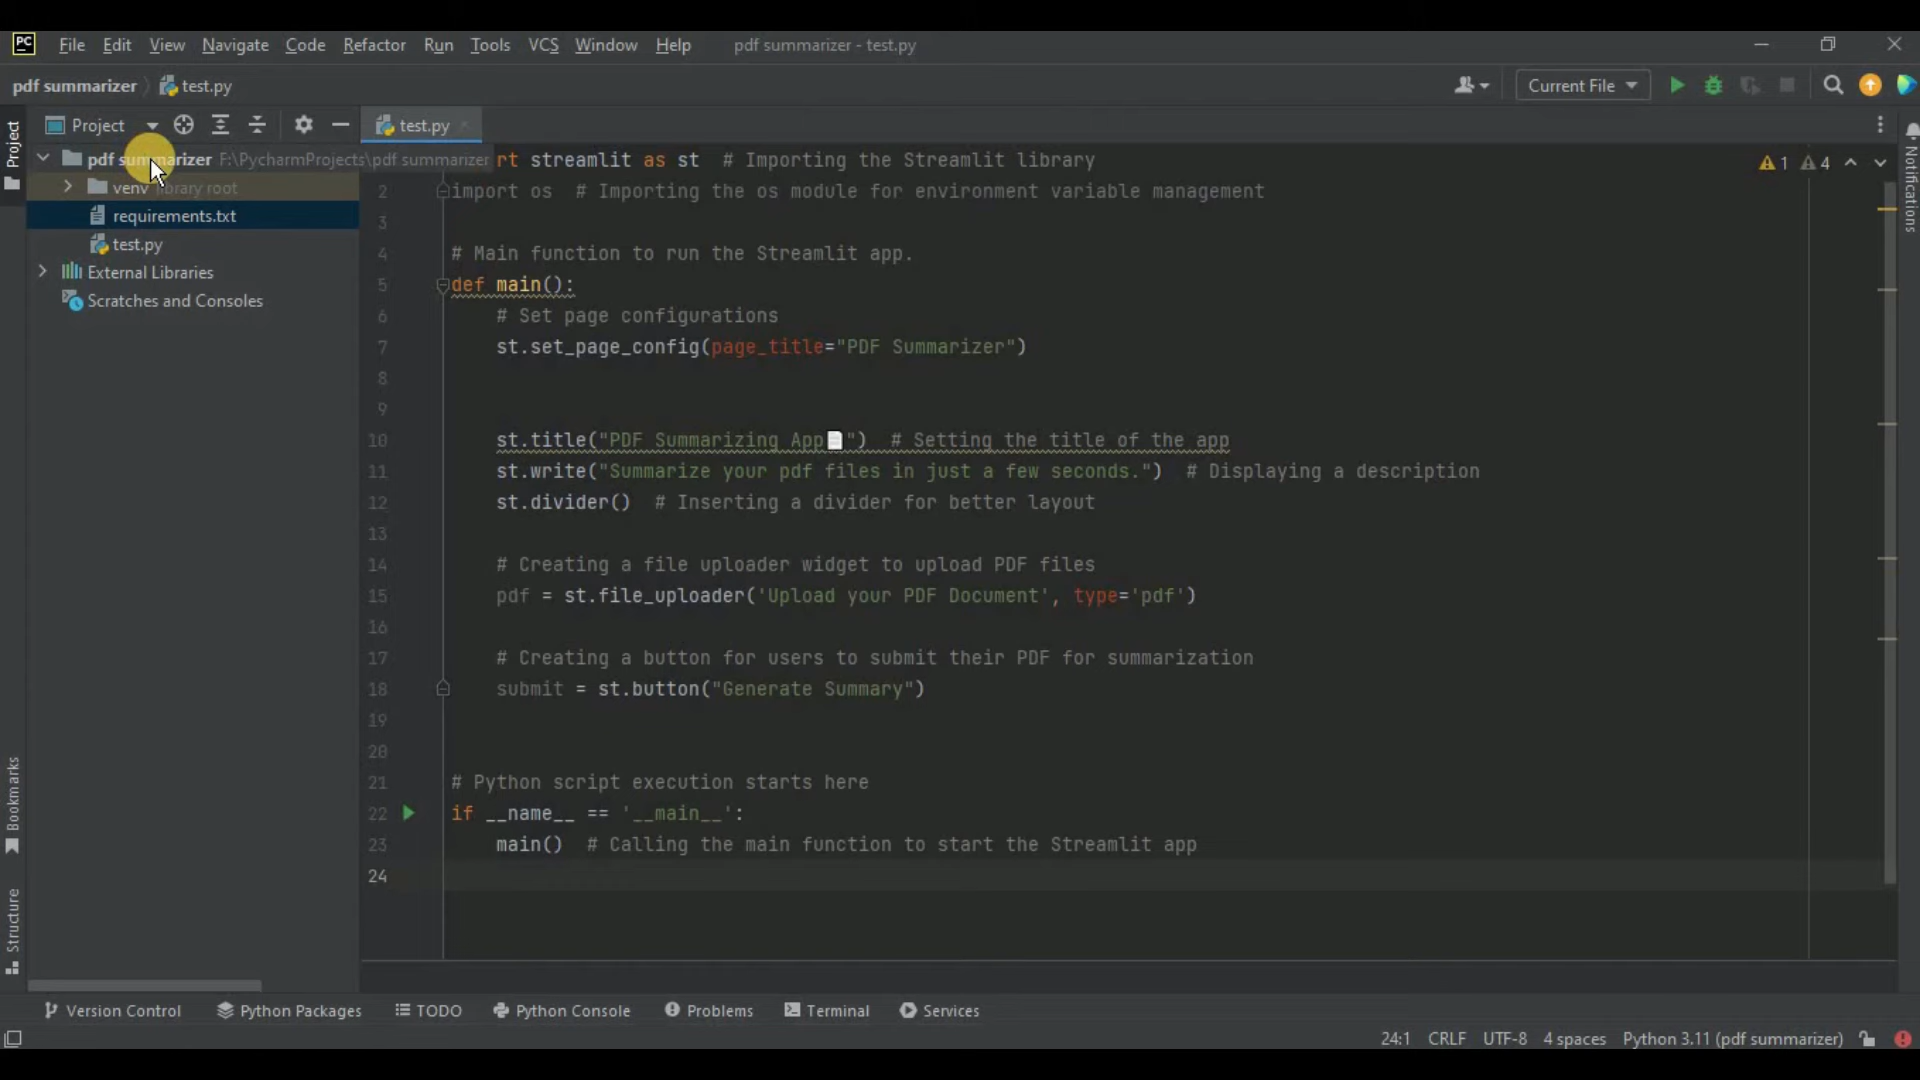 PC File Edit View Navigate Code Refactor Run Tools VCS Window Help pdf summarizer - test.py
pdf summarizer test.py Current File
Project test.py
pdf summarizer F:\PycharmProjects\pdf summarizer
venv library root
requirements.txt
test.py
External Libraries
Scratches and Consoles
Project
Bookmarks
Structure
rt streamlit as st # Importing the Streamlit library
2 import os # Importing the os module for environment variable management
3
4 # Main function to run the Streamlit app.
5 def main():
6 # Set page configurations
7 st.set_page_config(page_title="PDF Summarizer")
8
9
10 st.title("PDF Summarizing App📄") # Setting the title of the app
11 st.write("Summarize your pdf files in just a few seconds.") # Displaying a description
12 st.divider() # Inserting a divider for better layout
13
14 # Creating a file uploader widget to upload PDF files
15 pdf = st.file_uploader('Upload your PDF Document', type='pdf')
16
17 # Creating a button for users to submit their PDF for summarization
18 submit = st.button("Generate Summary")
19
20
21 # Python script execution starts here
22 if __name__ == '__main__':
23 main() # Calling the main function to start the Streamlit app
24
1 4
Notifications
Version Control Python Packages TODO Python Console Problems Terminal Services
24:1 CRLF UTF-8 4 spaces Python 3.11 (pdf summarizer)